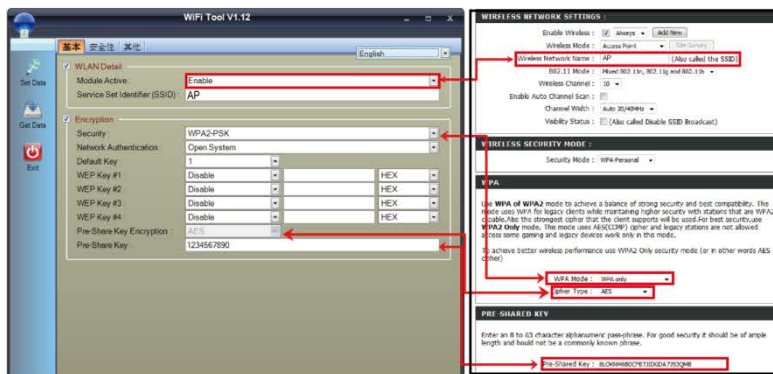 WiFi Tool V1.12
基本 安全性 其他
English
WLAN Detail
Module Active : Enable
Service Set Identifier (SSID) : AP
Encryption
Security : WPA2-PSK
Network Authentication : Open System
Default Key : 1
WEP Key #1 Disable HEX
WEP Key #2 Disable HEX
WEP Key #3 Disable HEX
WEP Key #4 Disable HEX
Pre-Share Key Encryption : AES
Pre-Share Key : 1234567890
Set Data
Get Data
Exit
WIRELESS NETWORK SETTINGS :
Enable Wireless : Always Add New
Wireless Mode : Access Point Site Survey
Wireless Network Name : AP (Also called the SSID)
802.11 Mode : Mixed 802.11n, 802.11g and 802.11b
Wireless Channel : 10
Enable Auto Channel Scan :
Channel Width : Auto 20/40MHz
Visibility Status : (Also called Disable SSID Broadcast)
WIRELESS SECURITY MODE :
Security Mode : WPA-Personal
WPA
Use WPA of WPA2 mode to achieve a balance of strong security and best compatibility. The
mode uses WPA for legacy clients while maintaining higher security with stations that are WPA2
capable.Also the strongest cipher that the client supports will be used.For best security,use
WPA2 Only mode. This mode uses AES(CCMP) cipher and legacy stations are not allowed
access some gaming and legacy devices work only in this mode.
To achieve better wireless performance use WPA2 Only security mode (or in other words AES
cipher)
WPA Mode : WPA only
Cipher Type : AES
PRE-SHARED KEY
Enter an 8 to 63 character alphanumeric pass-phrase. For good security it should be of ample
length and hould not be a commonly known phrase.
Pre-Shared Key :